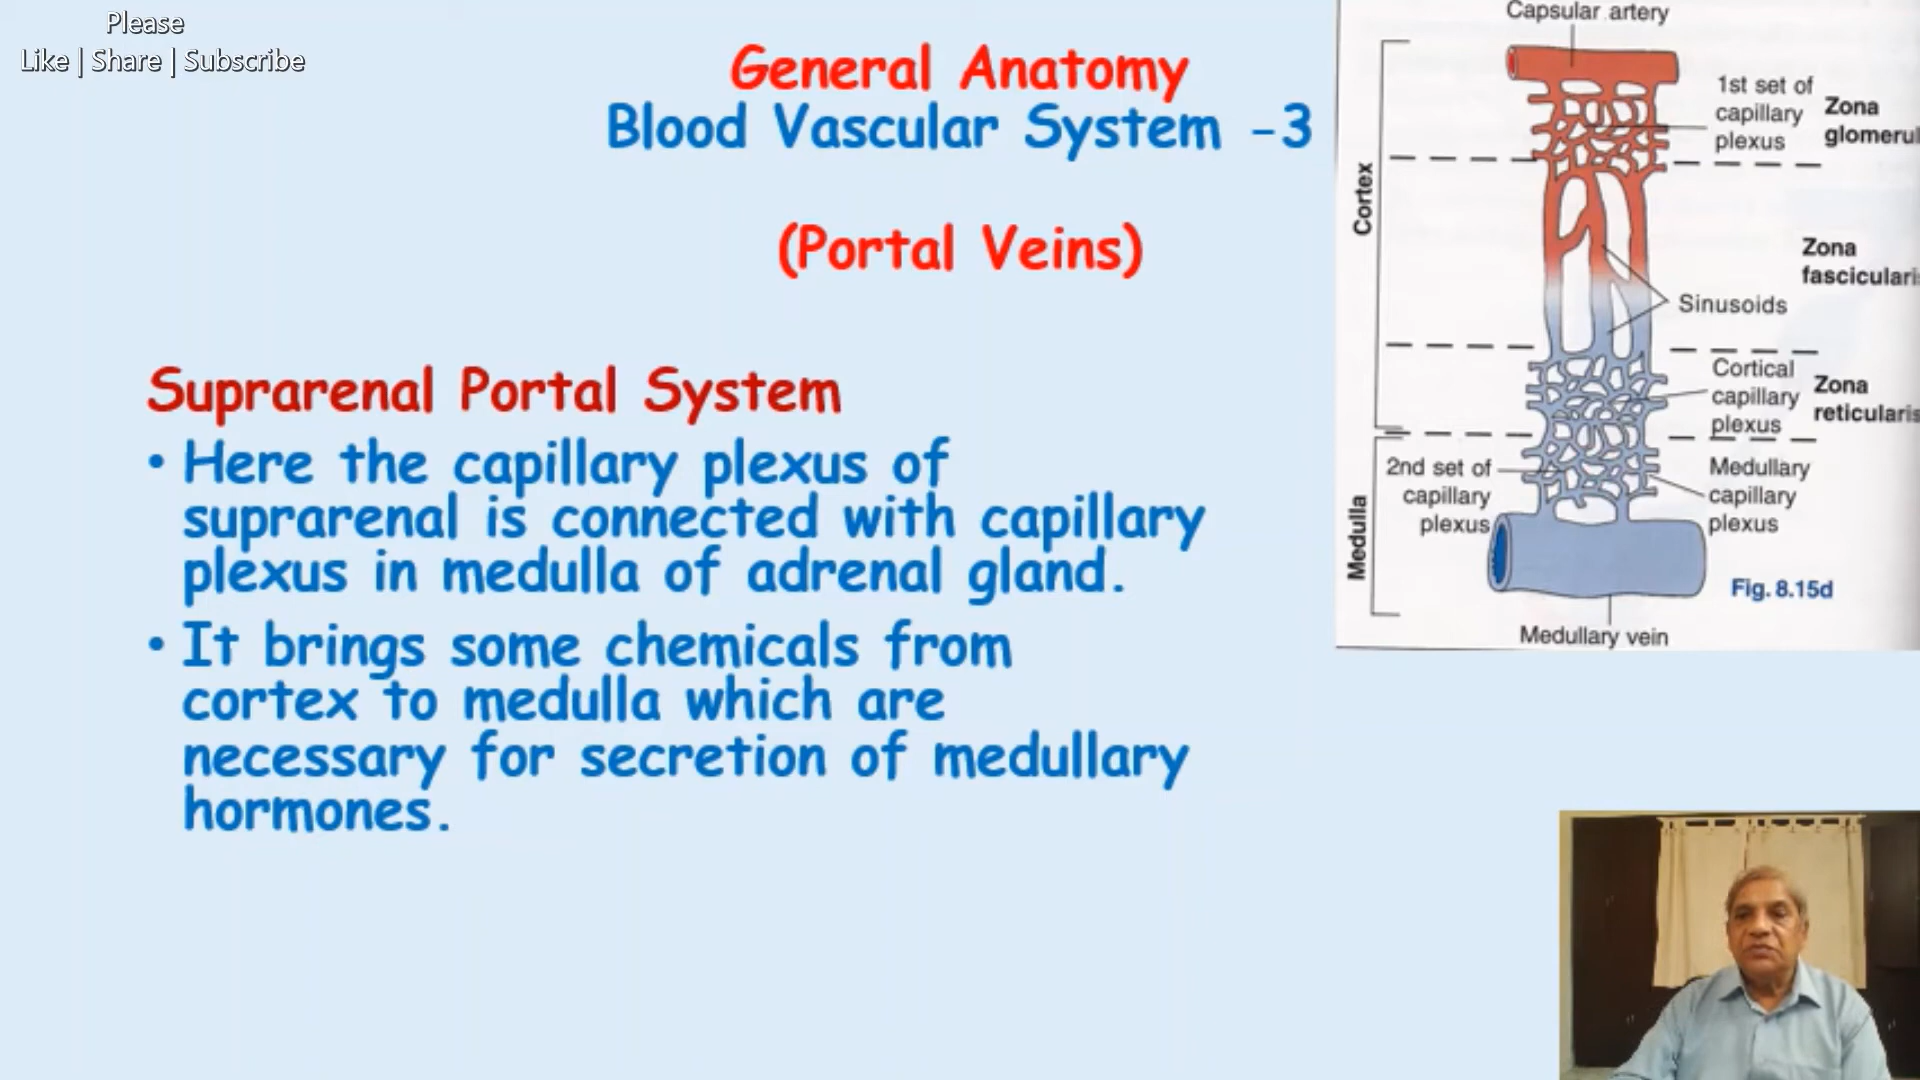 Please
Like | Share | Subscribe
General Anatomy
Blood Vascular System -3
(Portal Veins)
Suprarenal Portal System
• Here the capillary plexus of
suprarenal is connected with capillary
plexus in medulla of adrenal gland.
• It brings some chemicals from
cortex to medulla which are
necessary for secretion of medullary
hormones.
Capsular artery
1st set of
capillary
plexus
Zona
glomerul
Cortex
Zona
fasciculari
Sinusoids
Cortical
capillary
plexus
Zona
reticularis
2nd set of
capillary
plexus
Medullary
capillary
plexus
Medulla
Fig. 8.15d
Medullary vein